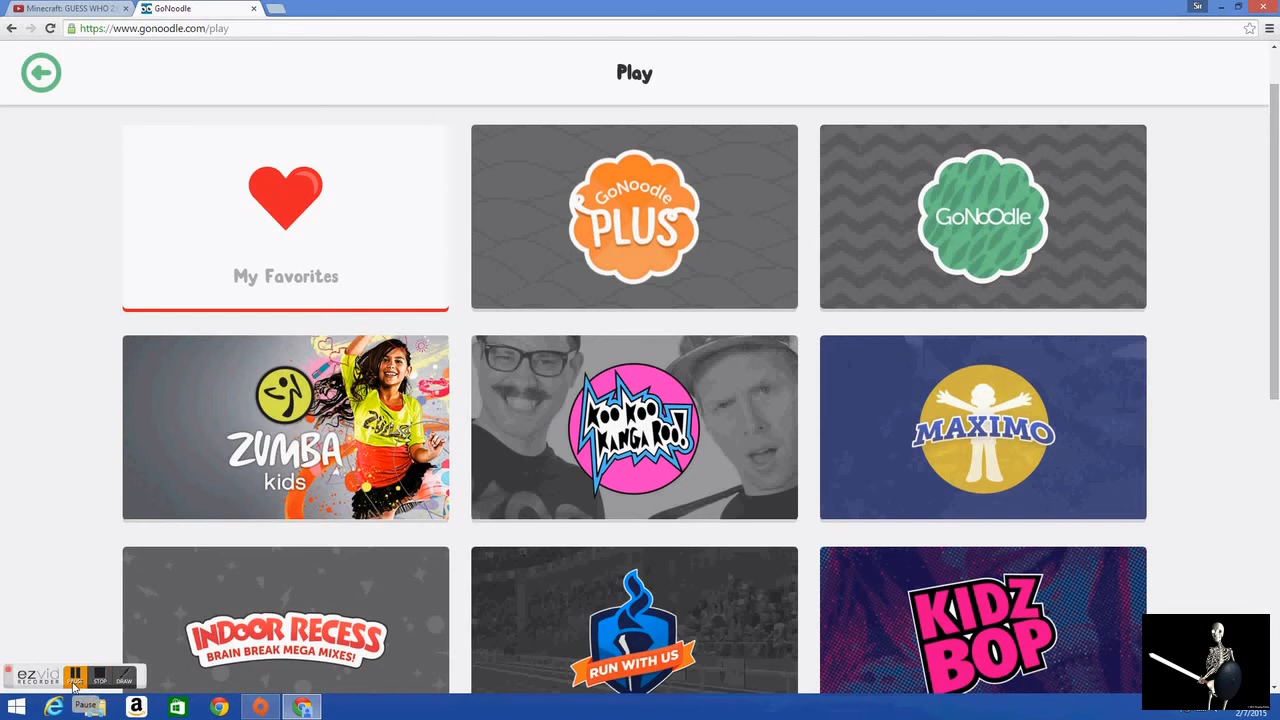 Minecraft: GUESS WHO 2
GoNoodle
Sir
https://www.gonoodle.com/play
Play
My Favorites
GoNoodle
PLUS
GoNoOdle
ZUMBA
kids
KOO KOO
KANGA ROO!
MAXIMO
INDOOR RECESS
BRAIN BREAK MEGA MIXES!
RUN WITH US
KIDZ
BOP
ezvid
RECORDER
PAUSE
STOP
DRAW
Pause
2/7/2015